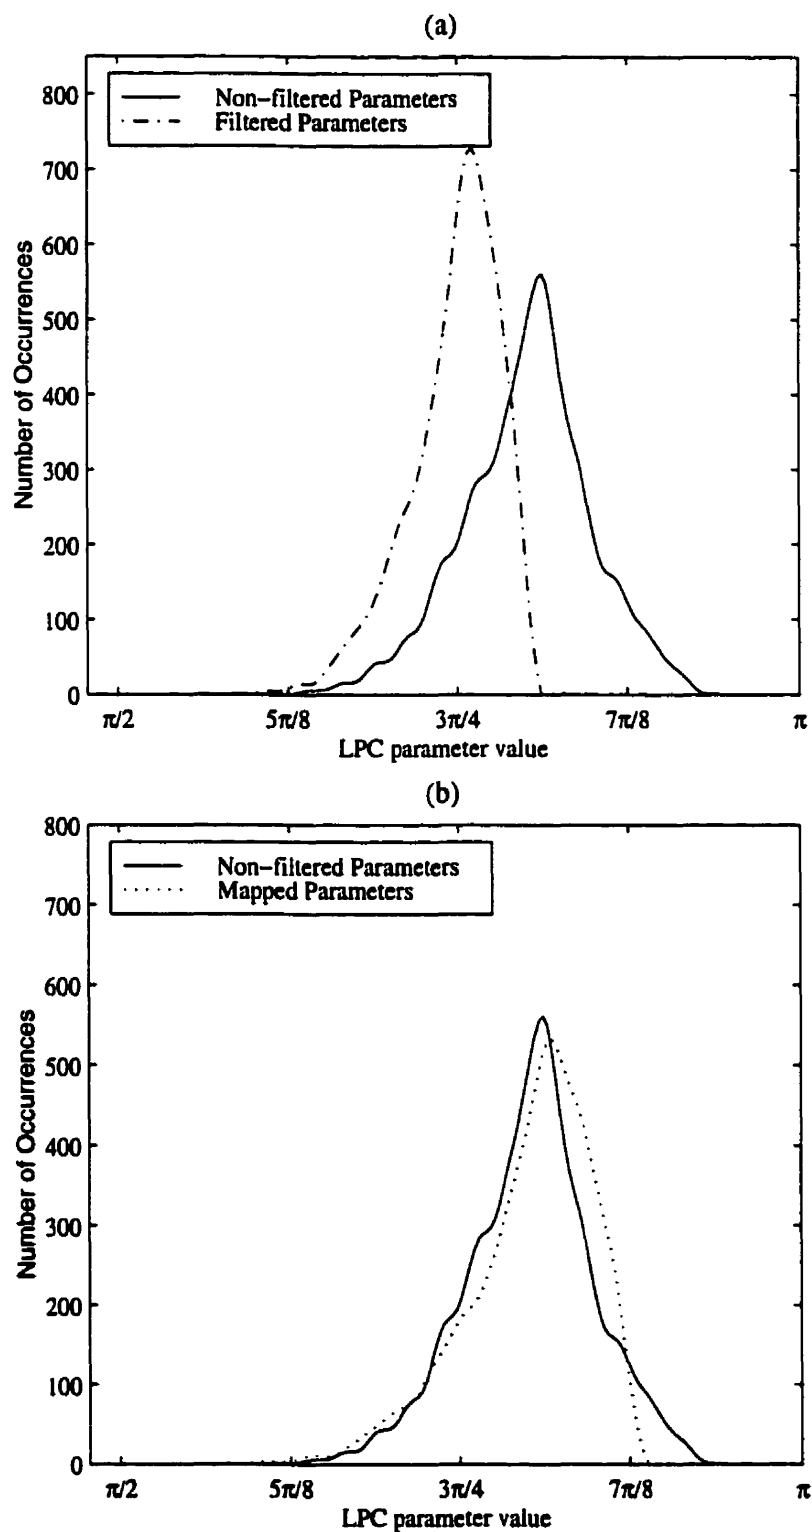 (a)
800
700
600
500
400
300
200
100
0
Number of Occurrences
Non-filtered Parameters
Filtered Parameters
π/2 5π/8 3π/4 7π/8 π
LPC parameter value
(b)
800
700
600
500
400
300
200
100
0
Number of Occurrences
Non-filtered Parameters
Mapped Parameters
π/2 5π/8 3π/4 7π/8 π
LPC parameter value